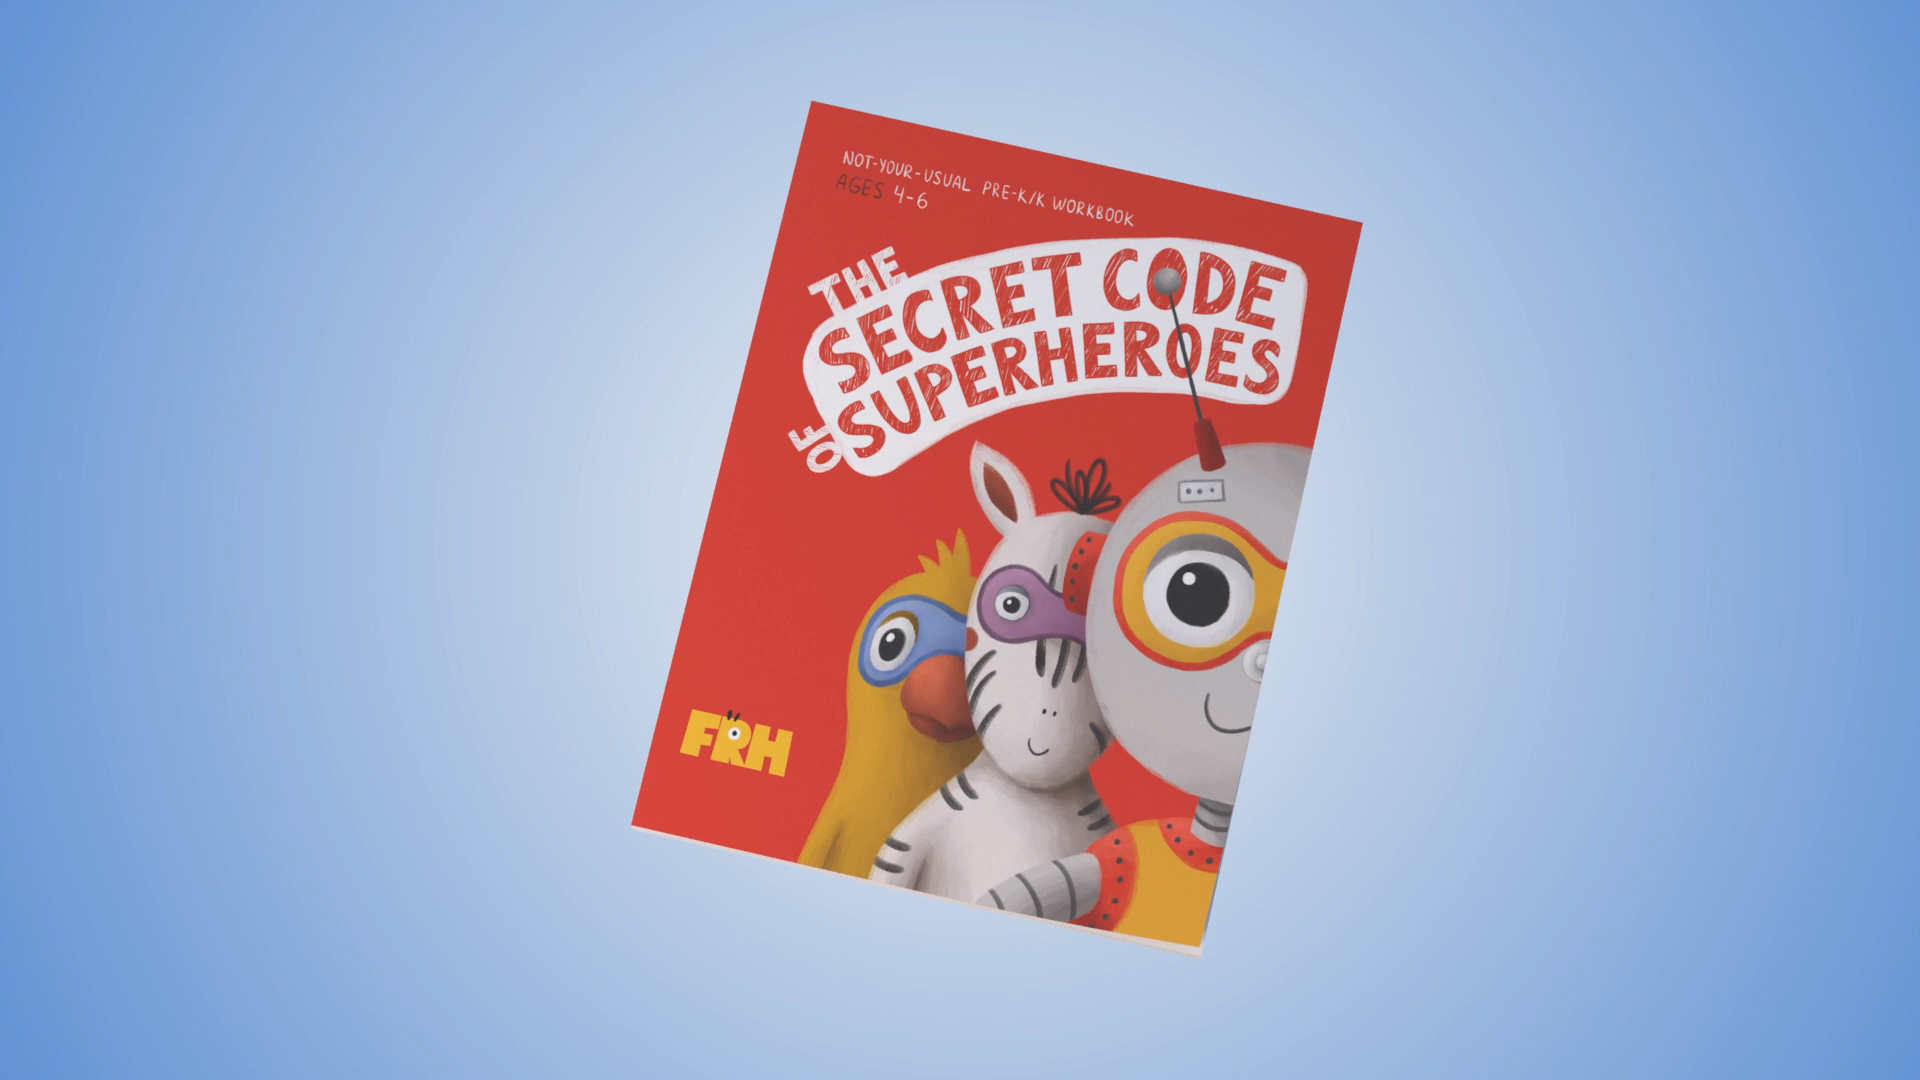 NOT-YOUR-USUAL PRE-K/K WORKBOOK
AGES 4-6
THE
SECRET CODE
OF
SUPERHEROES
FRH